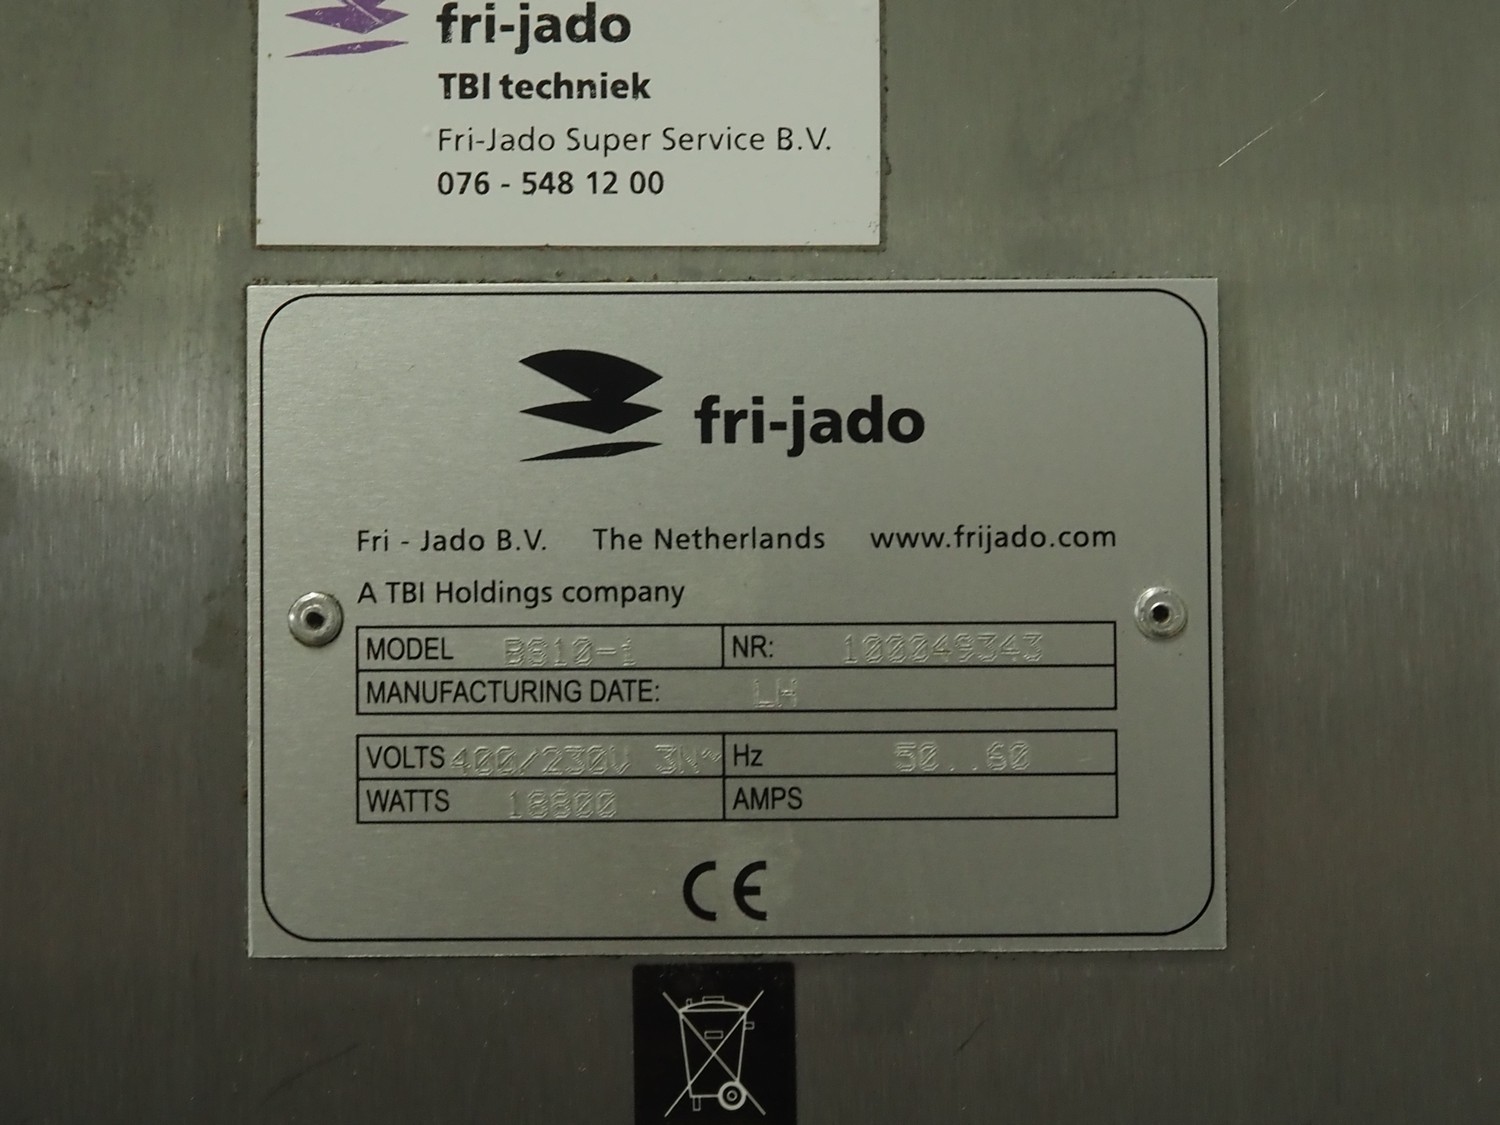 fri-jado
TBI techniek
Fri-Jado Super Service B.V.
076 - 548 12 00
fri-jado
Fri - Jado B.V. The Netherlands www.frijado.com
A TBI Holdings company
MODEL BS10-1 NR: 100049343
MANUFACTURING DATE: LH
VOLTS 400/230V 3N~ Hz 50..60
WATTS 18800 AMPS
CE